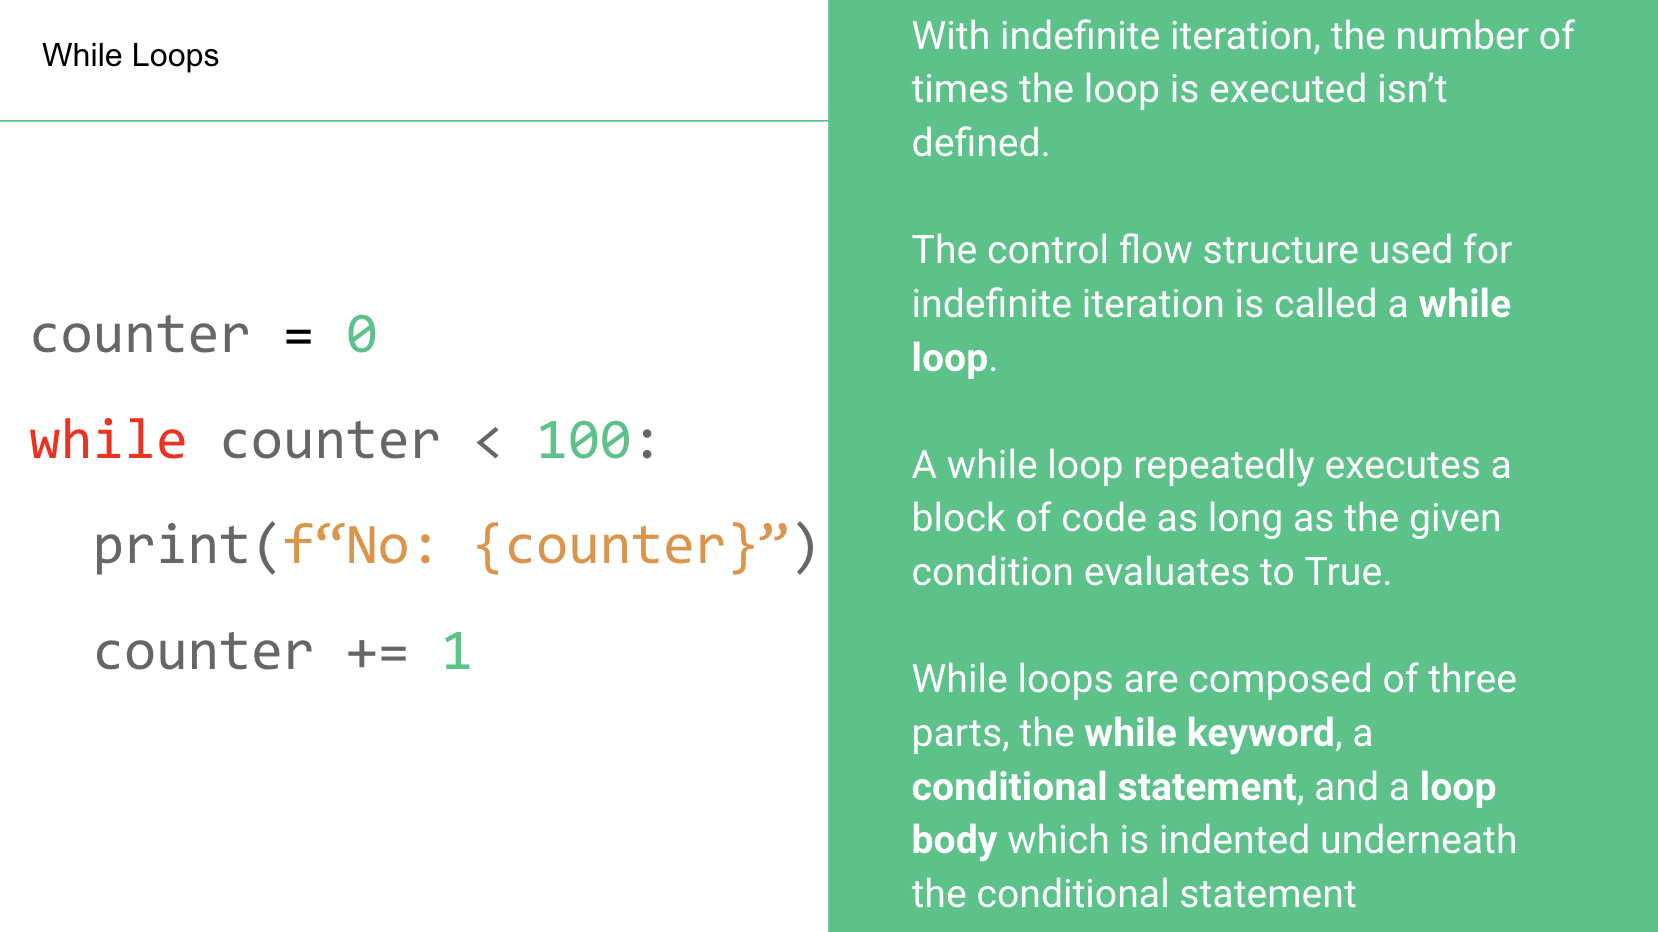 While Loops
counter = 0
while counter < 100:
  print(f“No: {counter}”)
  counter += 1
With indefinite iteration, the number of
times the loop is executed isn’t
defined.
The control flow structure used for
indefinite iteration is called a while
loop.
A while loop repeatedly executes a
block of code as long as the given
condition evaluates to True.
While loops are composed of three
parts, the while keyword, a
conditional statement, and a loop
body which is indented underneath
the conditional statement